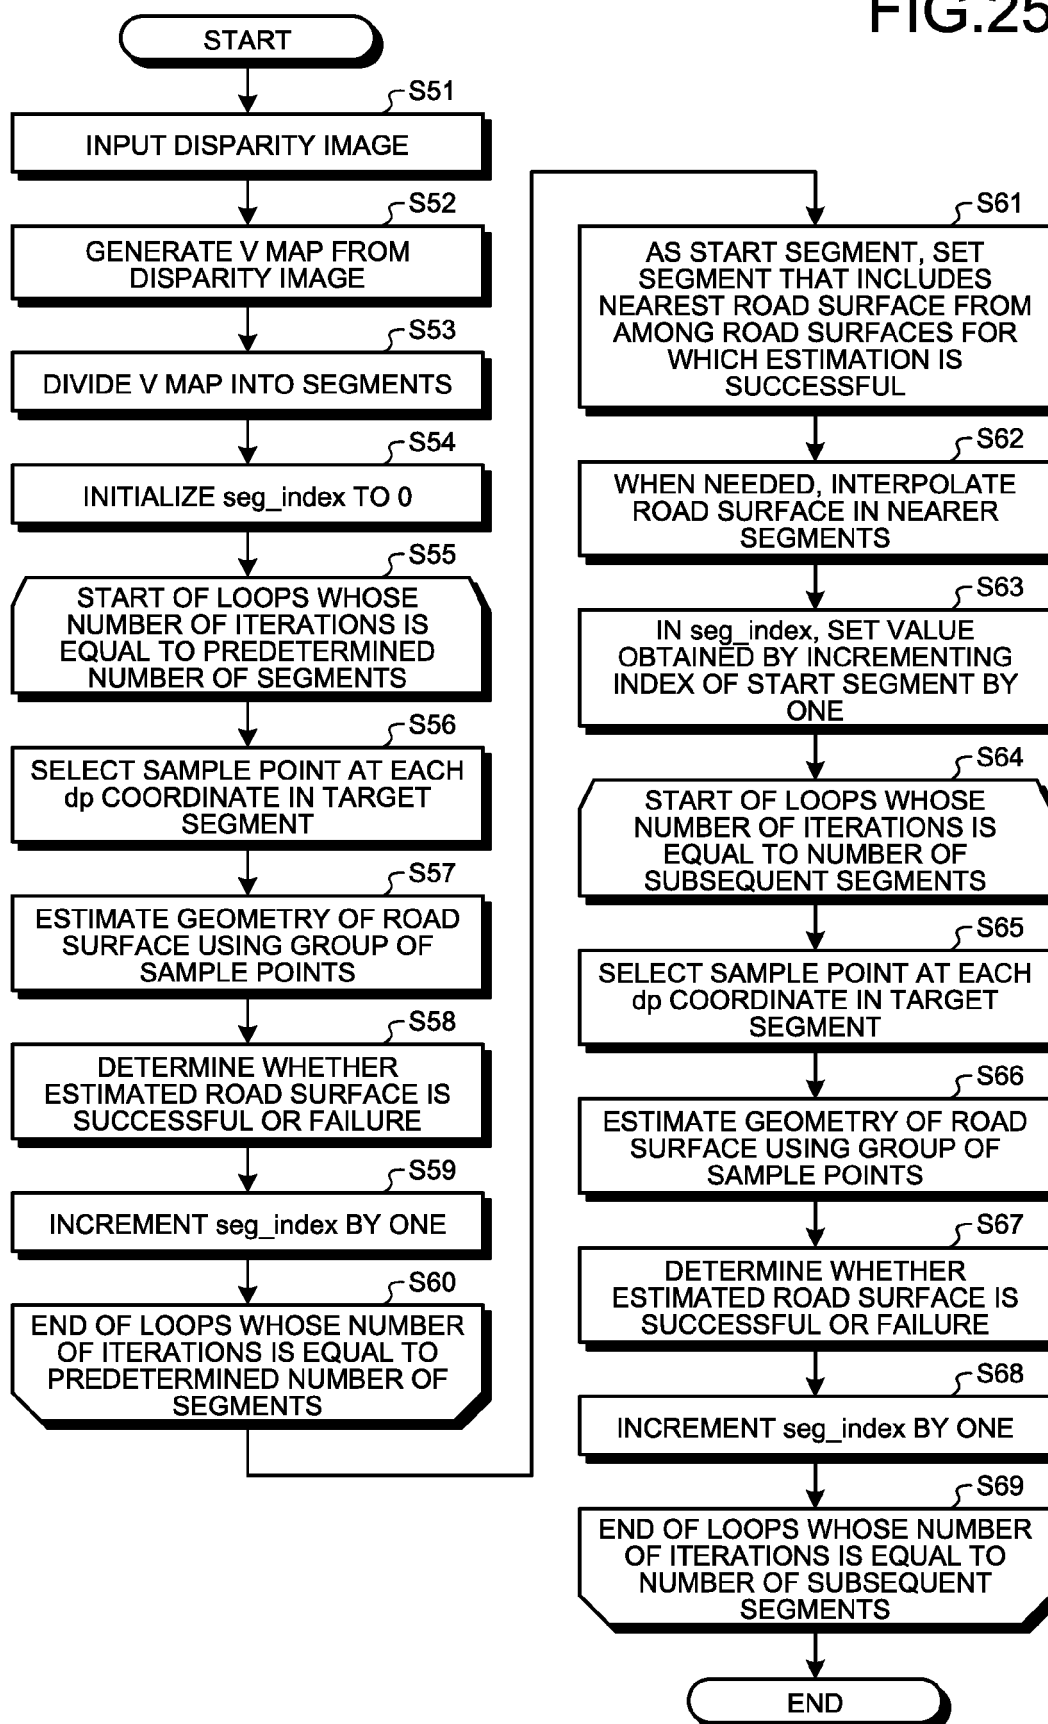 FIG.25
START
S51
INPUT DISPARITY IMAGE
S52
GENERATE V MAP FROM
DISPARITY IMAGE
S53
DIVIDE V MAP INTO SEGMENTS
S54
INITIALIZE seg_index TO 0
S55
START OF LOOPS WHOSE
NUMBER OF ITERATIONS IS
EQUAL TO PREDETERMINED
NUMBER OF SEGMENTS
S56
SELECT SAMPLE POINT AT EACH
dp COORDINATE IN TARGET
SEGMENT
S57
ESTIMATE GEOMETRY OF ROAD
SURFACE USING GROUP OF
SAMPLE POINTS
S58
DETERMINE WHETHER
ESTIMATED ROAD SURFACE IS
SUCCESSFUL OR FAILURE
S59
INCREMENT seg_index BY ONE
S60
END OF LOOPS WHOSE NUMBER
OF ITERATIONS IS EQUAL TO
PREDETERMINED NUMBER OF
SEGMENTS
S61
AS START SEGMENT, SET
SEGMENT THAT INCLUDES
NEAREST ROAD SURFACE FROM
AMONG ROAD SURFACES FOR
WHICH ESTIMATION IS
SUCCESSFUL
S62
WHEN NEEDED, INTERPOLATE
ROAD SURFACE IN NEARER
SEGMENTS
S63
IN seg_index, SET VALUE
OBTAINED BY INCREMENTING
INDEX OF START SEGMENT BY
ONE
S64
START OF LOOPS WHOSE
NUMBER OF ITERATIONS IS
EQUAL TO NUMBER OF
SUBSEQUENT SEGMENTS
S65
SELECT SAMPLE POINT AT EACH
dp COORDINATE IN TARGET
SEGMENT
S66
ESTIMATE GEOMETRY OF ROAD
SURFACE USING GROUP OF
SAMPLE POINTS
S67
DETERMINE WHETHER
ESTIMATED ROAD SURFACE IS
SUCCESSFUL OR FAILURE
S68
INCREMENT seg_index BY ONE
S69
END OF LOOPS WHOSE NUMBER
OF ITERATIONS IS EQUAL TO
NUMBER OF SUBSEQUENT
SEGMENTS
END